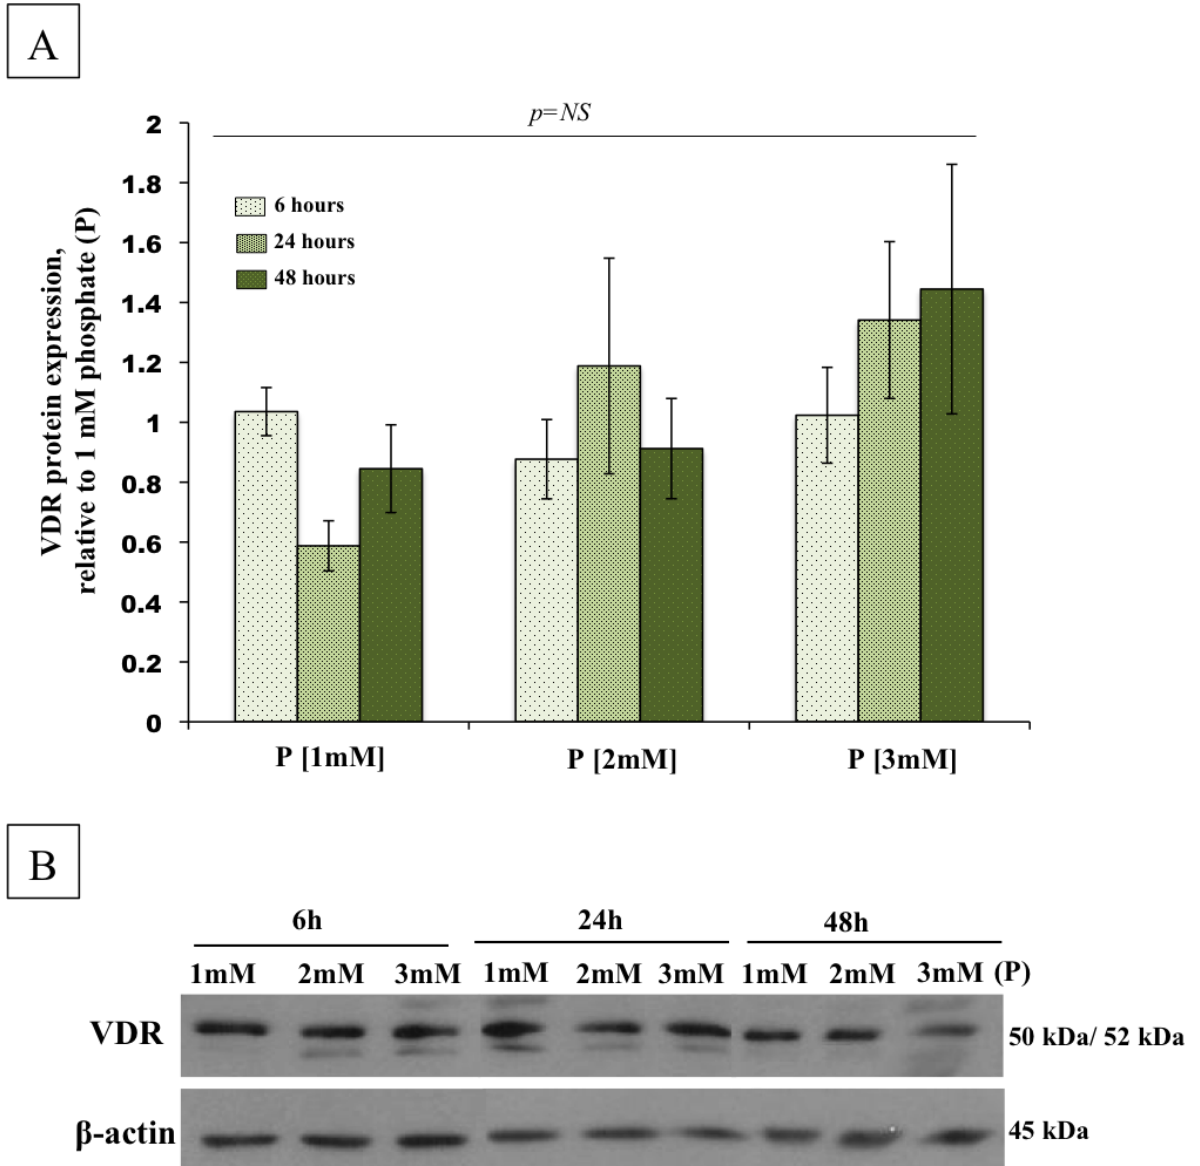 A
p=NS
2
1.8
1.6
1.4
1.2
1
0.8
0.6
0.4
0.2
0
VDR protein expression,
relative to 1 mM phosphate (P)
6 hours
24 hours
48 hours
P [1mM] P [2mM] P [3mM]
B
6h 24h 48h
1mM 2mM 3mM 1mM 2mM 3mM 1mM 2mM 3mM (P)
VDR 50 kDa/ 52 kDa
β-actin 45 kDa